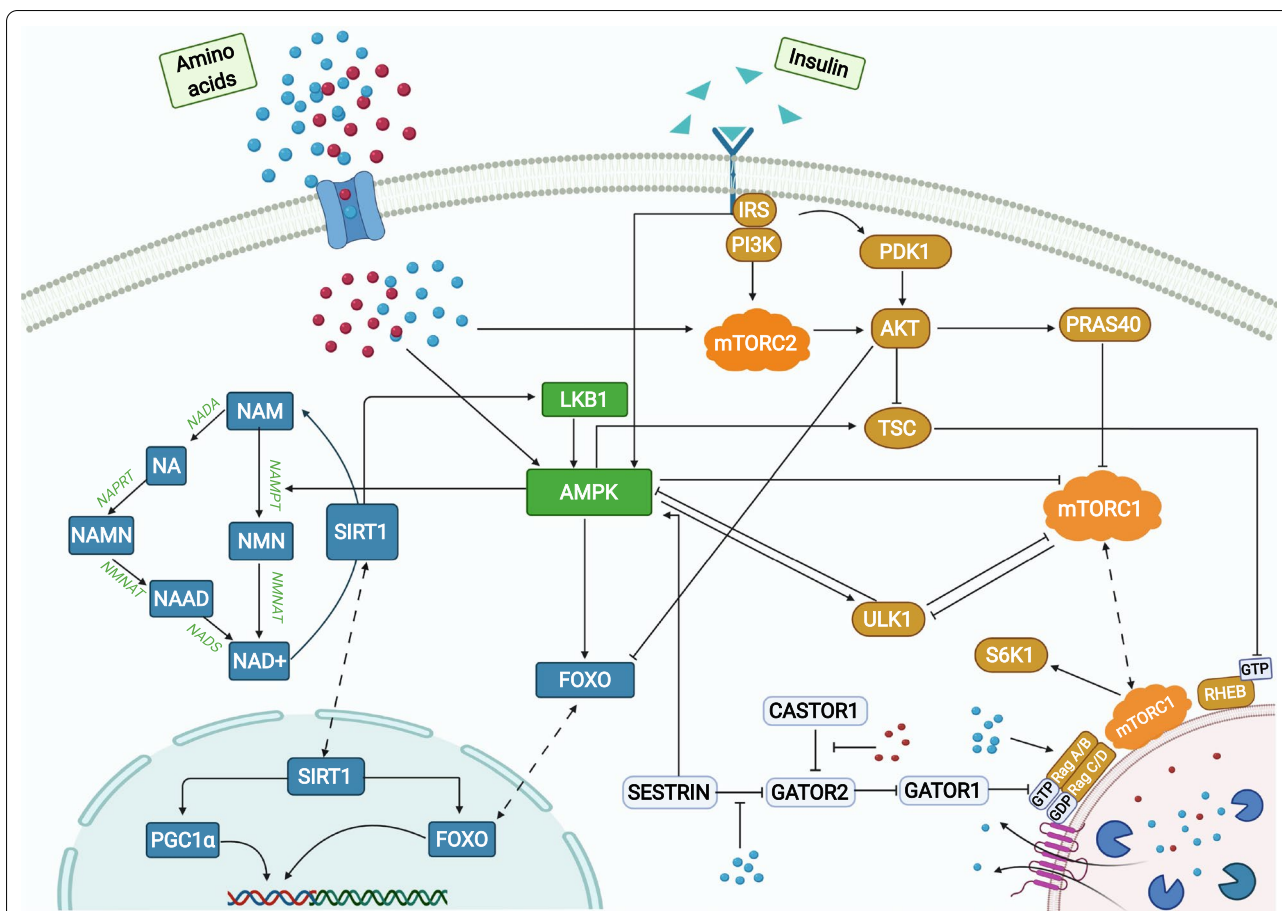 Amino
acids
Insulin
IRS
PI3K
PDK1
mTORC2
AKT
PRAS40
LKB1
TSC
NADA
NAM
NA
NAPRT
NAMPT
AMPK
mTORC1
NAMN
NMN
SIRT1
NMNAT
NAAD
NMNAT
ULK1
NADS
NAD+
S6K1
GTP
FOXO
RHEB
mTORC1
CASTOR1
Rag A/B
Rag C/D
SIRT1
SESTRIN
GATOR2
GATOR1
GTP
GDP
PGC1α
FOXO